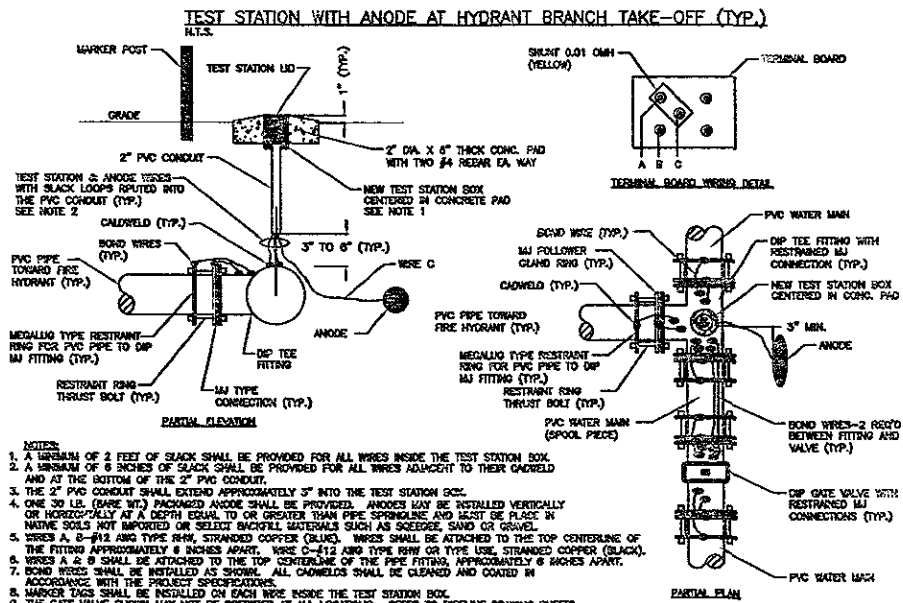 TEST STATION WITH ANODE AT HYDRANT BRANCH TAKE-OFF (TYP.)
N.T.S.
MARKER POST
TEST STATION LID
1" (TYP.)
GRADE
2" DIA. X 6" THICK CONC. PAD
WITH TWO #4 REBAR EA. WAY
2" PVC CONDUIT
TEST STATION & ANODE WIRES
WITH SLACK LOOPS ROUTED INTO
THE PVC CONDUIT (TYP.)
SEE NOTE 2
NEW TEST STATION BOX
CENTERED IN CONCRETE PAD
SEE NOTE 1
CALDWELD (TYP.)
3" TO 6" (TYP.)
BOND WIRES
(TYP.)
WIRE C
PVC PIPE
TOWARD FIRE
HYDRANT (TYP.)
ANODE
MEGALUG TYPE RESTRAINT
RING FOR PVC PIPE TO DIP
MJ FITTING (TYP.)
DIP TEE
FITTING
RESTRAINT RING
THRUST BOLT (TYP.)
MJ TYPE
CONNECTION (TYP.)
PARTIAL ELEVATION
SHUNT 0.01 OHM
(YELLOW)
TERMINAL BOARD
A B C
TERMINAL BOARD WIRING DETAIL
PVC WATER MAIN
BOND WIRE (TYP.)
MJ FOLLOWER
GLAND RING (TYP.)
CADWELD (TYP.)
DIP TEE FITTING WITH
RESTRAINED MJ
CONNECTION (TYP.)
NEW TEST STATION BOX
CENTERED IN CONC. PAD
PVC PIPE TOWARD
FIRE HYDRANT (TYP.)
3" MIN.
ANODE
MEGALUG TYPE RESTRAINT
RING FOR PVC PIPE TO DIP
MJ FITTING (TYP.)
RESTRAINT RING
THRUST BOLT (TYP.)
PVC WATER MAIN
(SPOOL PIECE)
BOND WIRES-2 REQ'D
BETWEEN FITTING AND
VALVE (TYP.)
DIP GATE VALVE WITH
RESTRAINED MJ
CONNECTIONS (TYP.)
PVC WATER MAIN
PARTIAL PLAN
NOTES:
1. A MINIMUM OF 2 FEET OF SLACK SHALL BE PROVIDED FOR ALL WIRES INSIDE THE TEST STATION BOX.
2. A MINIMUM OF 6 INCHES OF SLACK SHALL BE PROVIDED FOR ALL WIRES ADJACENT TO THEIR CADWELD
AND AT THE BOTTOM OF THE 2" PVC CONDUIT.
3. THE 2" PVC CONDUIT SHALL EXTEND APPROXIMATELY 3" INTO THE TEST STATION BOX.
4. ONE 30 LB. (BARE WT.) PACKAGED ANODE SHALL BE PROVIDED. ANODES MAY BE INSTALLED VERTICALLY
OR HORIZONTALLY AT A DEPTH EQUAL TO OR GREATER THAN PIPE SPRINGLINE AND MUST BE PLACE IN
NATIVE SOILS NOT IMPORTED OR SELECT BACKFILL MATERIALS SUCH AS SQEEGEE, SAND OR GRAVEL.
5. WIRES A, B-#12 AWG TYPE RHW, STRANDED COPPER (BLUE). WIRES SHALL BE ATTACHED TO THE TOP CENTERLINE OF
THE FITTING APPROXIMATELY 6 INCHES APART. WIRE C-#12 AWG TYPE RHW OR TYPE USE, STRANDED COPPER (BLACK).
6. WIRES A & B SHALL BE ATTACHED TO THE TOP CENTERLINE OF THE PIPE FITTING, APPROXIMATELY 6 INCHES APART.
7. BOND WIRES SHALL BE INSTALLED AS SHOWN. ALL CADWELDS SHALL BE CLEANED AND COATED IN
ACCORDANCE WITH THE PROJECT SPECIFICATIONS.
8. MARKER TAGS SHALL BE INSTALLED ON EACH WIRE INSIDE THE TEST STATION BOX.